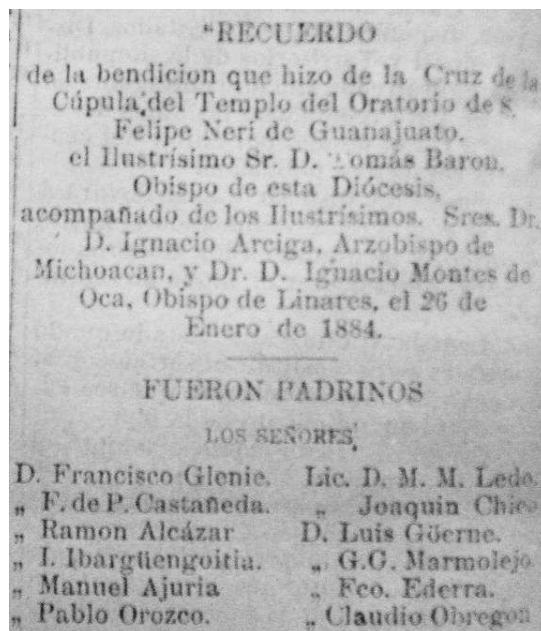 "RECUERDO
de la bendicion que hizo de la Cruz de la
Cúpula del Templo del Oratorio de S.
Felipe Neri de Guanajuato.
el Ilustrísimo Sr. D. Tomás Baron.
Obispo de esta Diócesis,
acompañado de los Ilustrísimos. Sres. Dr.
D. Ignacio Arciga, Arzobispo de
Michoacan, y Dr. D. Ignacio Montes de
Oca, Obispo de Linares, el 26 de
Enero de 1884.
FUERON PADRINOS
LOS SEÑORES
D. Francisco Glenie. Lic. D. M. M. Ledo.
„ F. de P. Castañeda. „ Joaquin Chico
„ Ramon Alcázar D. Luis Göerne.
„ I. Ibargüengoitia. „ G.G. Marmolejo
„ Manuel Ajuria „ Fco. Ederra.
„ Pablo Orozco. „ Claudio Obregon